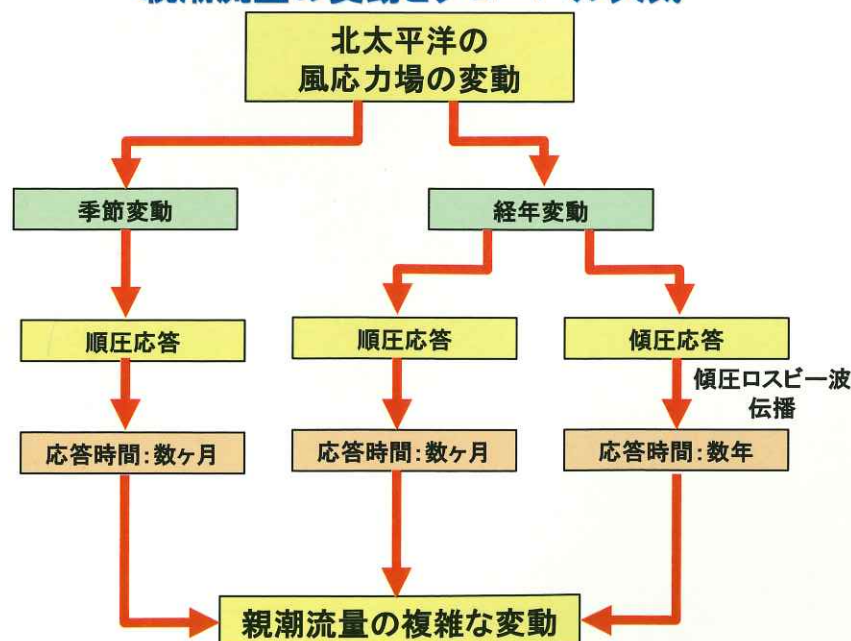 北太平洋の
風応力場の変動
季節変動
経年変動
順圧応答
順圧応答
傾圧応答
傾圧ロスビー波
伝播
応答時間:数ヶ月
応答時間:数ヶ月
応答時間:数年
親潮流量の複雑な変動